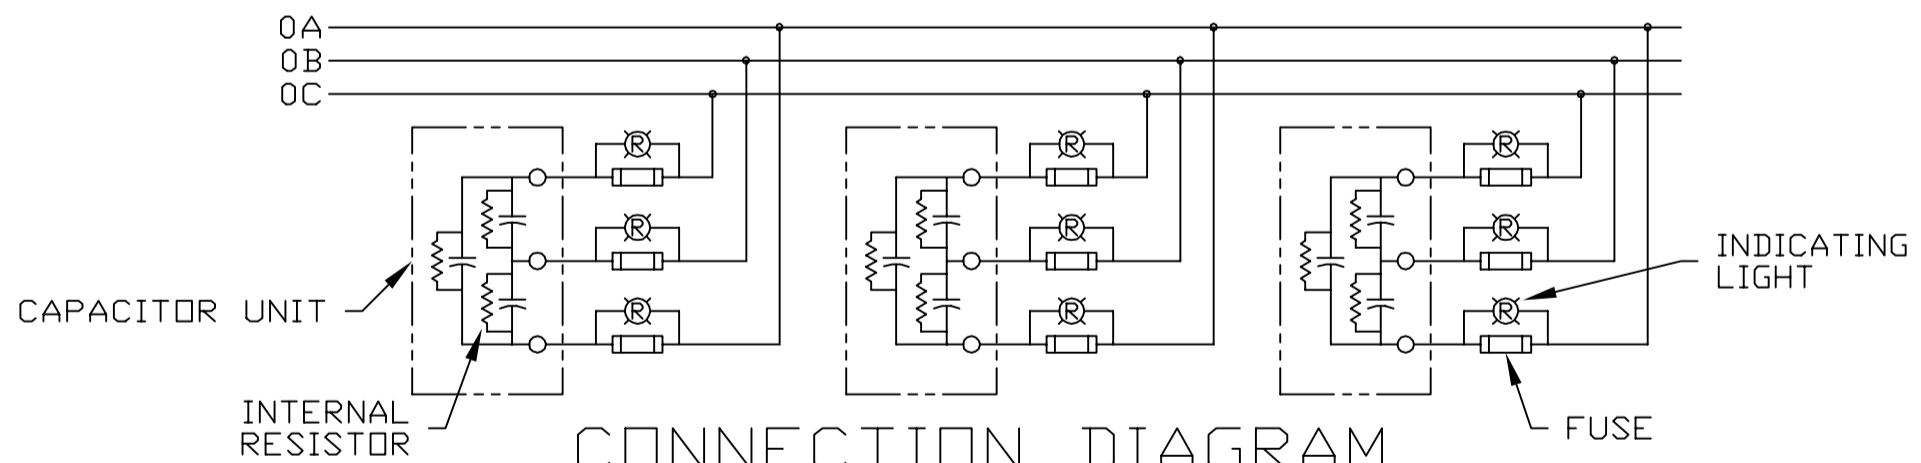 0A
0B
0C
R R R
R R R
INDICATING
LIGHT
CAPACITOR UNIT
R R R
INTERNAL
RESISTOR
FUSE
CONNECTION DIAGRAM